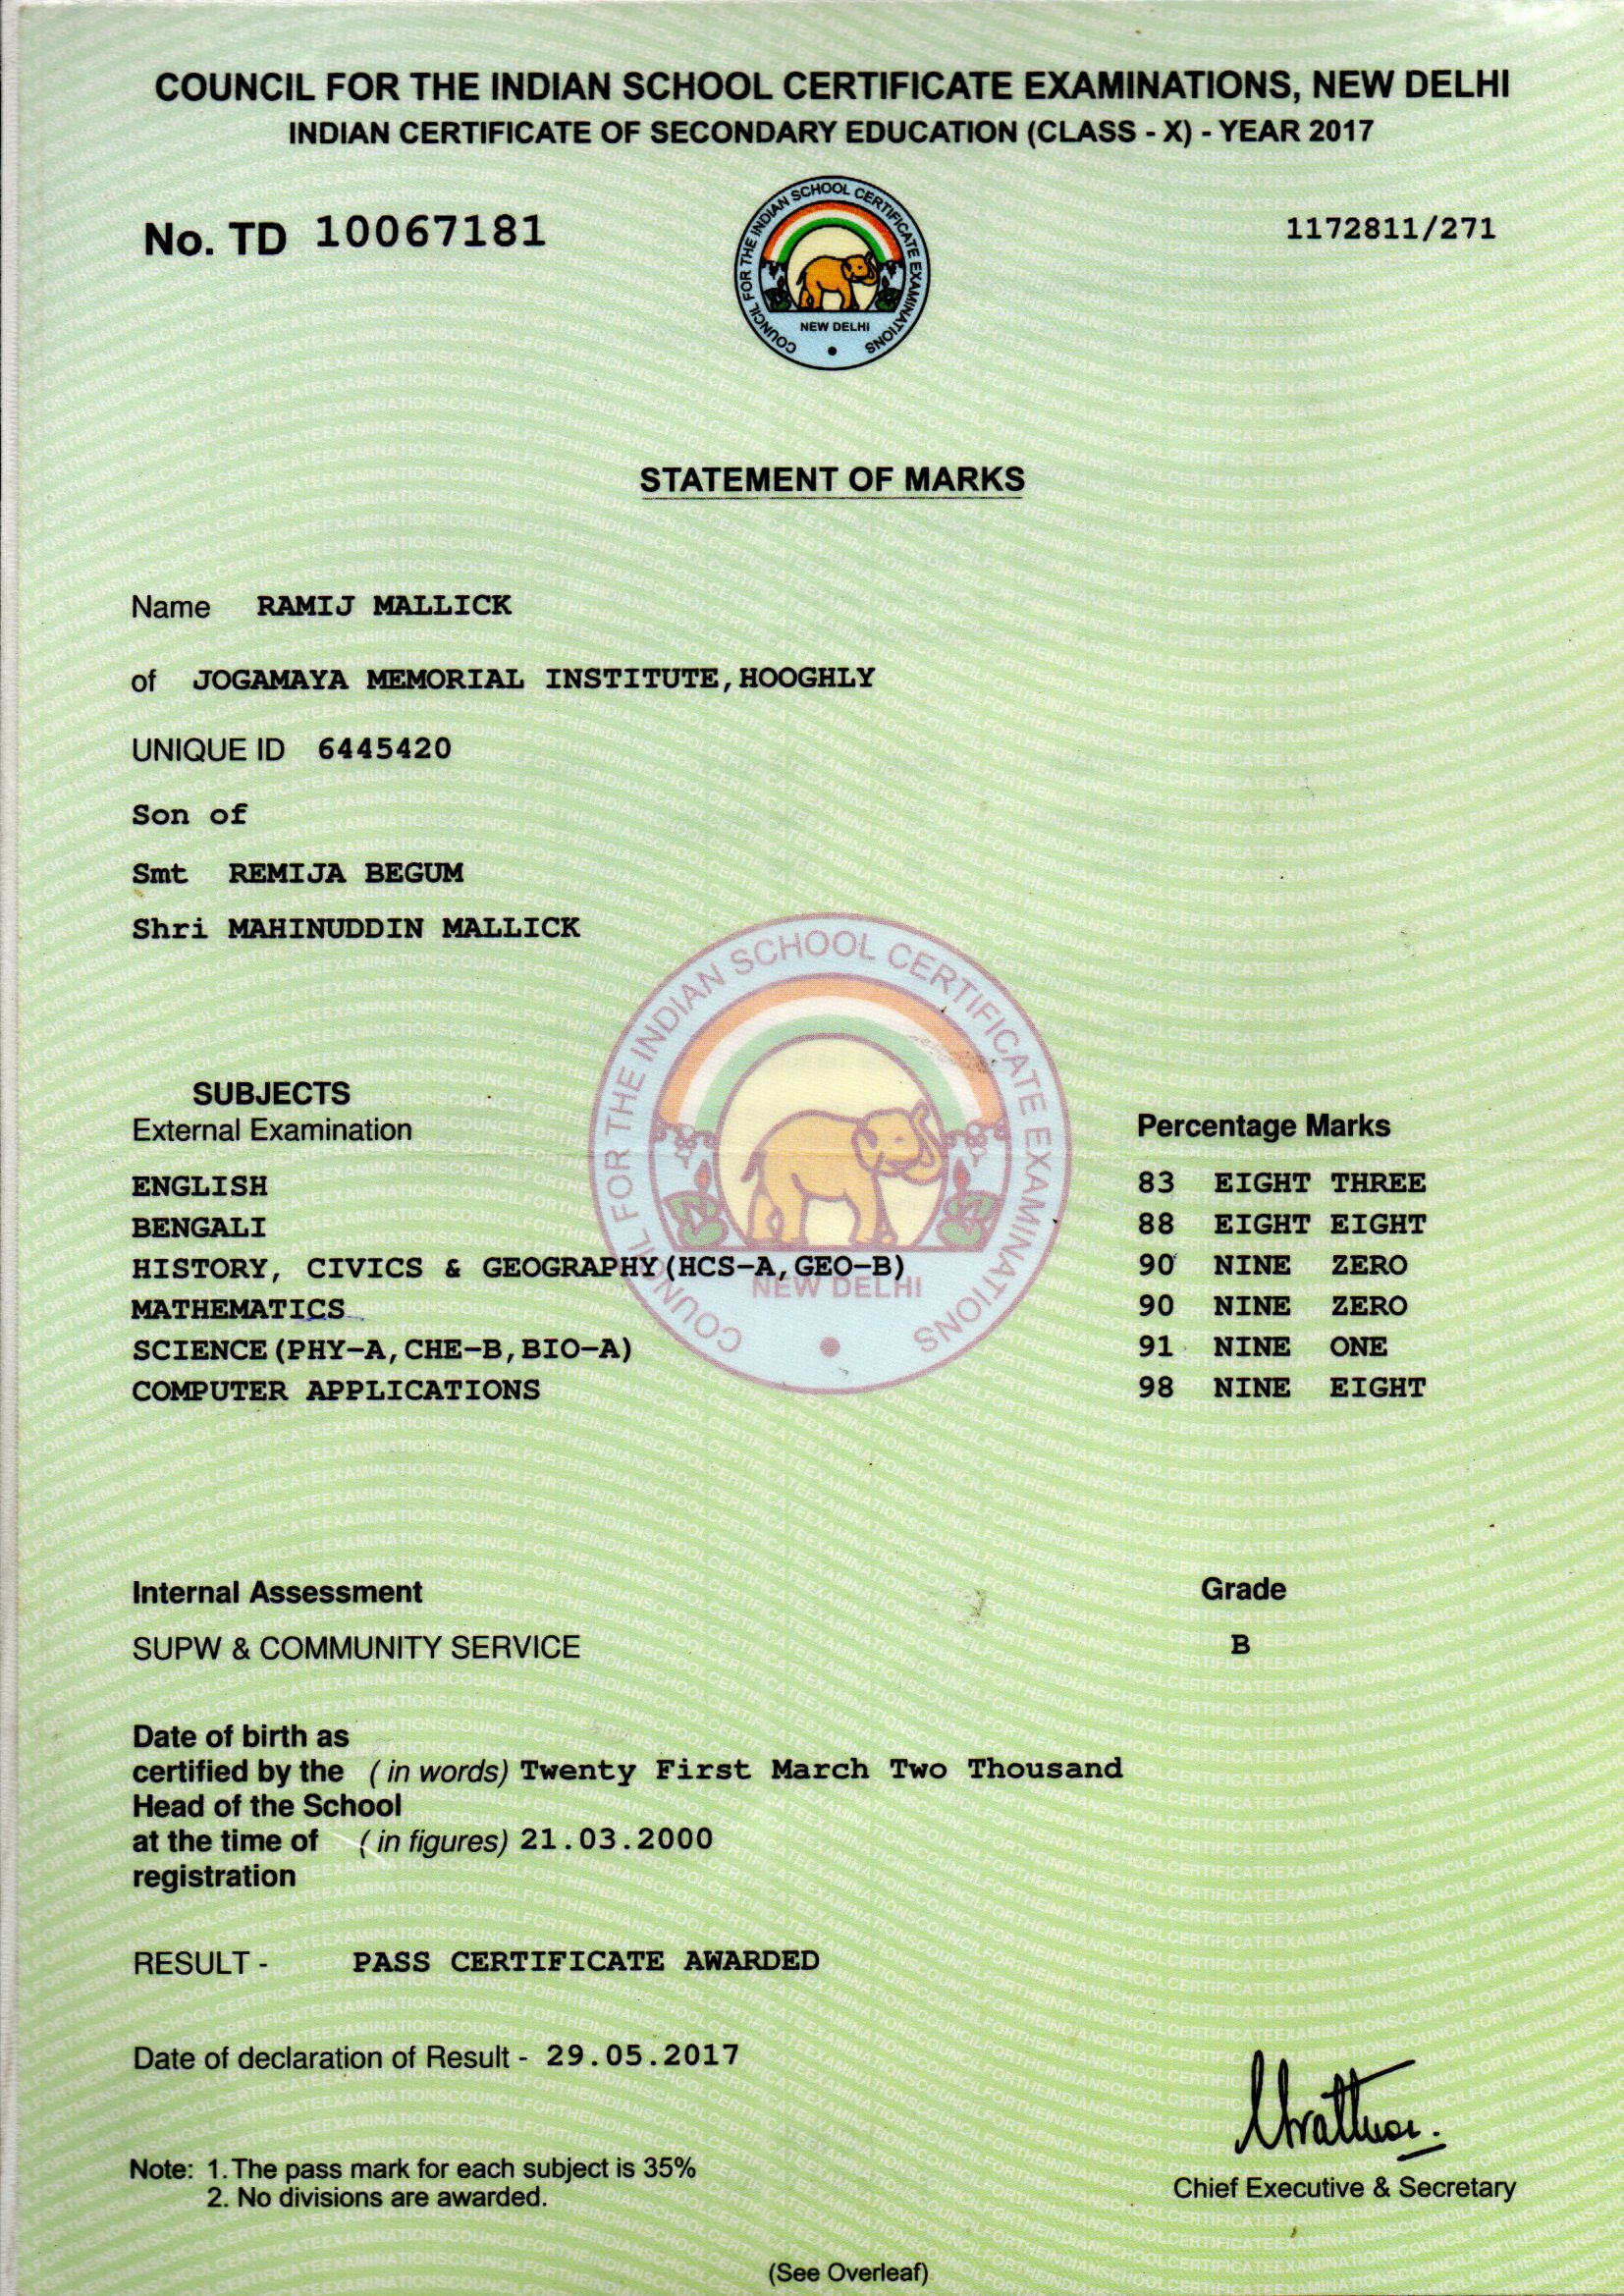 COUNCIL FOR THE INDIAN SCHOOL CERTIFICATE EXAMINATIONS, NEW DELHI
INDIAN CERTIFICATE OF SECONDARY EDUCATION (CLASS - X) - YEAR 2017
No. TD 10067181
COUNCIL FOR THE INDIAN SCHOOL CERTIFICATE EXAMINATIONS
NEW DELHI
1172811/271
STATEMENT OF MARKS
Name RAMIJ MALLICK
of JOGAMAYA MEMORIAL INSTITUTE, HOOGHLY
UNIQUE ID 6445420
Son of
Smt REMIJA BEGUM
Shri MAHINUDDIN MALLICK
COUNCIL FOR THE INDIAN SCHOOL CERTIFICATE EXAMINATIONS
NEW DELHI
SUBJECTS
External Examination Percentage Marks
ENGLISH 83 EIGHT THREE
BENGALI 88 EIGHT EIGHT
HISTORY, CIVICS & GEOGRAPHY(HCS-A,GEO-B) 90 NINE ZERO
MATHEMATICS 90 NINE ZERO
SCIENCE(PHY-A,CHE-B,BIO-A) 91 NINE ONE
COMPUTER APPLICATIONS 98 NINE EIGHT
Internal Assessment Grade
SUPW & COMMUNITY SERVICE B
Date of birth as
certified by the (in words) Twenty First March Two Thousand
Head of the School
at the time of (in figures) 21.03.2000
registration
RESULT - PASS CERTIFICATE AWARDED
Date of declaration of Result - 29.05.2017
Note: 1. The pass mark for each subject is 35%
2. No divisions are awarded.
Chief Executive & Secretary
(See Overleaf)